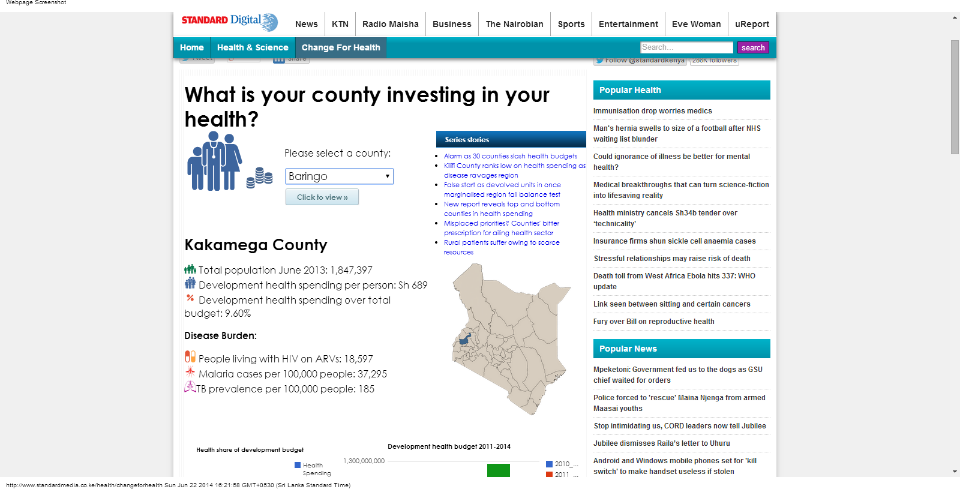 Webpage Screenshot
STANDARD Digital
News KTN Radio Maisha Business The Nairobian Sports Entertainment Eve Woman uReport
Home Health & Science Change For Health Search... search
Share Follow @standardkenya followers
What is your county investing in your
health?
Please select a county:
Baringo
Click to view »
Series stories
Alarm as 30 counties slash health budgets
Kilifi County ranks low on health spending as
disease ravages region
False start as devolved units in once
marginalised region fail balance test
New report reveals top and bottom
counties in health spending
Misplaced priorities? Counties' bitter
prescription for ailing health sector
Rural patients suffer owing to scarce
resources
Kakamega County
Total population June 2013: 1,847,397
Development health spending per person: Sh 689
% Development health spending over total
budget: 9.60%
Disease Burden:
People living with HIV on ARVs: 18,597
Malaria cases per 100,000 people: 37,295
TB prevalence per 100,000 people: 185
Health share of development budget
Health
Spending
Development health budget 2011-2014
1,300,000,000
2010_...
2011_...
Popular Health
Immunisation drop worries medics
Man's hernia swells to size of a football after NHS
waiting list blunder
Could ignorance of illness be better for mental
health?
Medical breakthroughs that can turn science-fiction
into lifesaving reality
Health ministry cancels Sh34b tender over
'technicality'
Insurance firms shun sickle cell anaemia cases
Stressful relationships may raise risk of death
Death toll from West Africa Ebola hits 337: WHO
update
Link seen between sitting and certain cancers
Fury over Bill on reproductive health
Popular News
Mpeketoni: Government fed us to the dogs as GSU
chief waited for orders
Police forced to 'rescue' Maina Njenga from armed
Maasai youths
Stop intimidating us, CORD leaders now tell Jubilee
Jubilee dismisses Raila's letter to Uhuru
Android and Windows mobile phones set for 'kill
switch' to make handset useless if stolen
http://www.standardmedia.co.ke/health/changeforhealth Sun Jun 22 2014 16:21:58 GMT+0530 (Sri Lanka Standard Time)